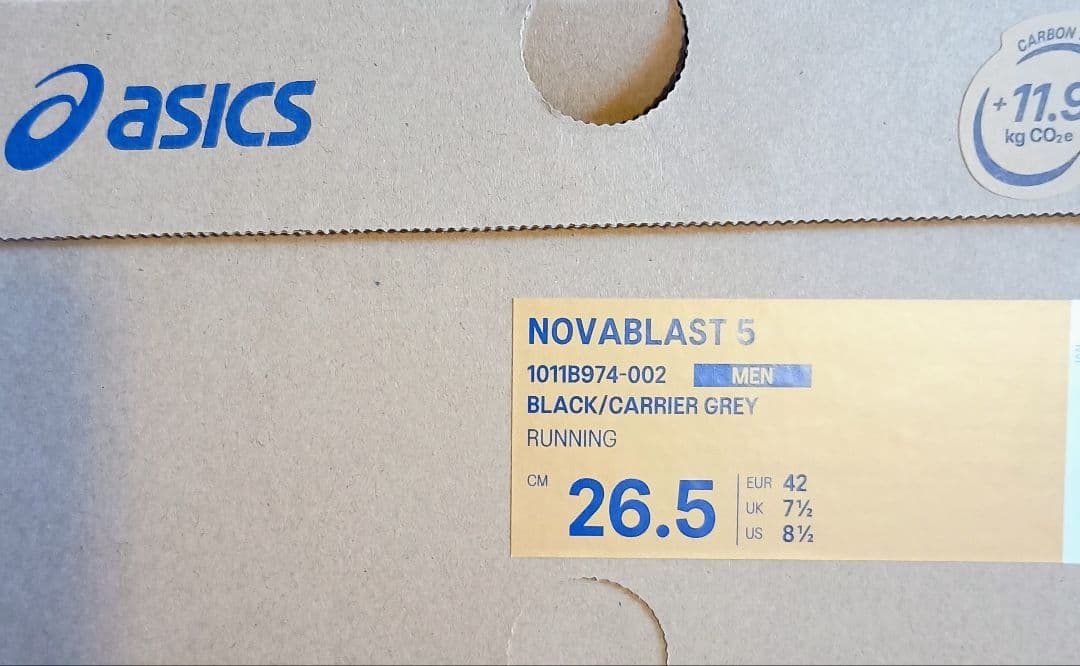 asics
CARBON
+11.9
kg CO₂e
NOVABLAST 5
1011B974-002 MEN
BLACK/CARRIER GREY
RUNNING
CM 26.5
EUR 42
UK 7½
US 8½